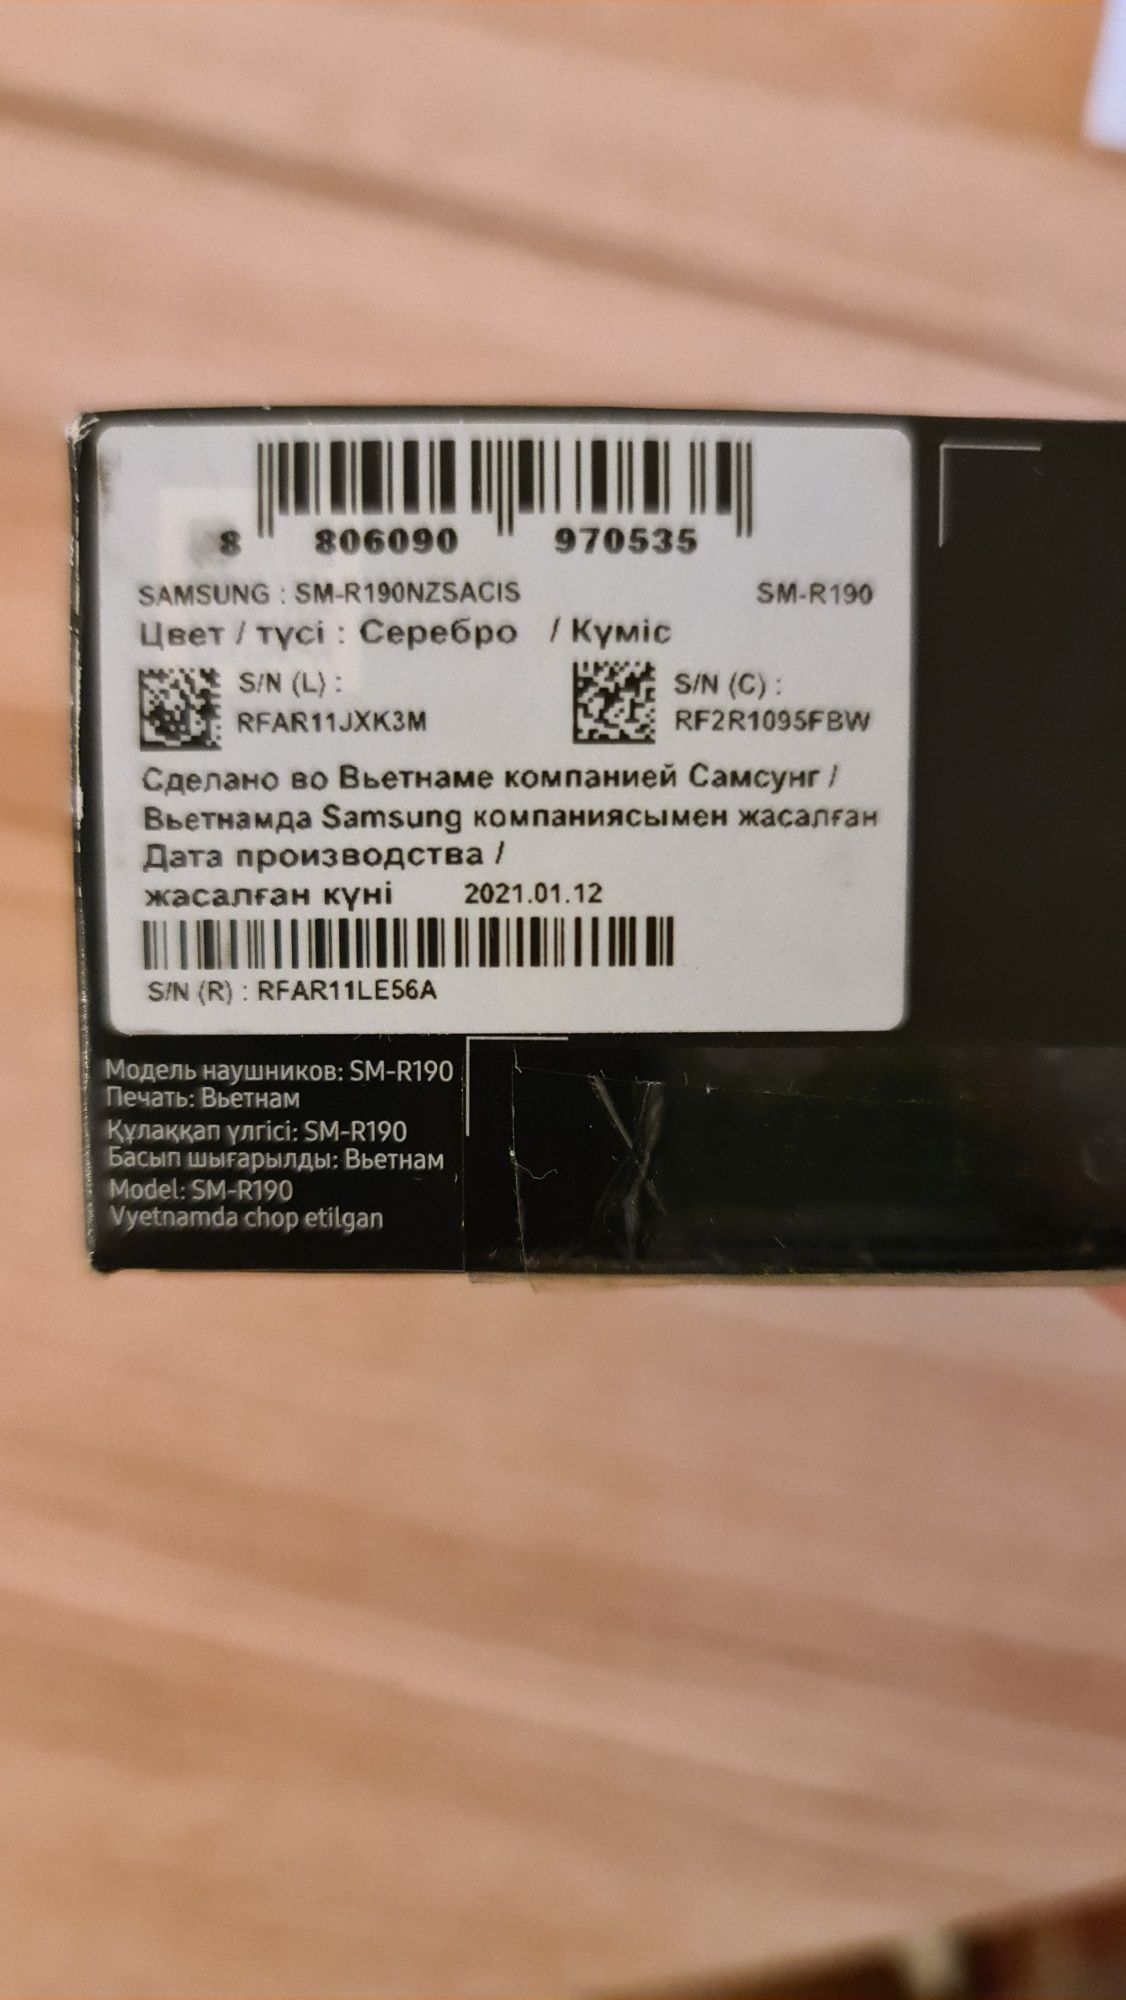 8 806090 970535
SAMSUNG : SM-R190NZSACIS SM-R190
Цвет / түсі : Серебро / Күміс
S/N (L) : S/N (C) :
RFAR11JXK3M RF2R1095FBW
Сделано во Вьетнаме компанией Самсунг /
Вьетнамда Samsung компаниясымен жасалған
Дата производства /
жасалған күні 2021.01.12
S/N (R) : RFAR11LE56A
Модель наушников: SM-R190
Печать: Вьетнам
Құлаққап үлгісі: SM-R190
Басып шығарылды: Вьетнам
Model: SM-R190
Vyetnamda chop etilgan